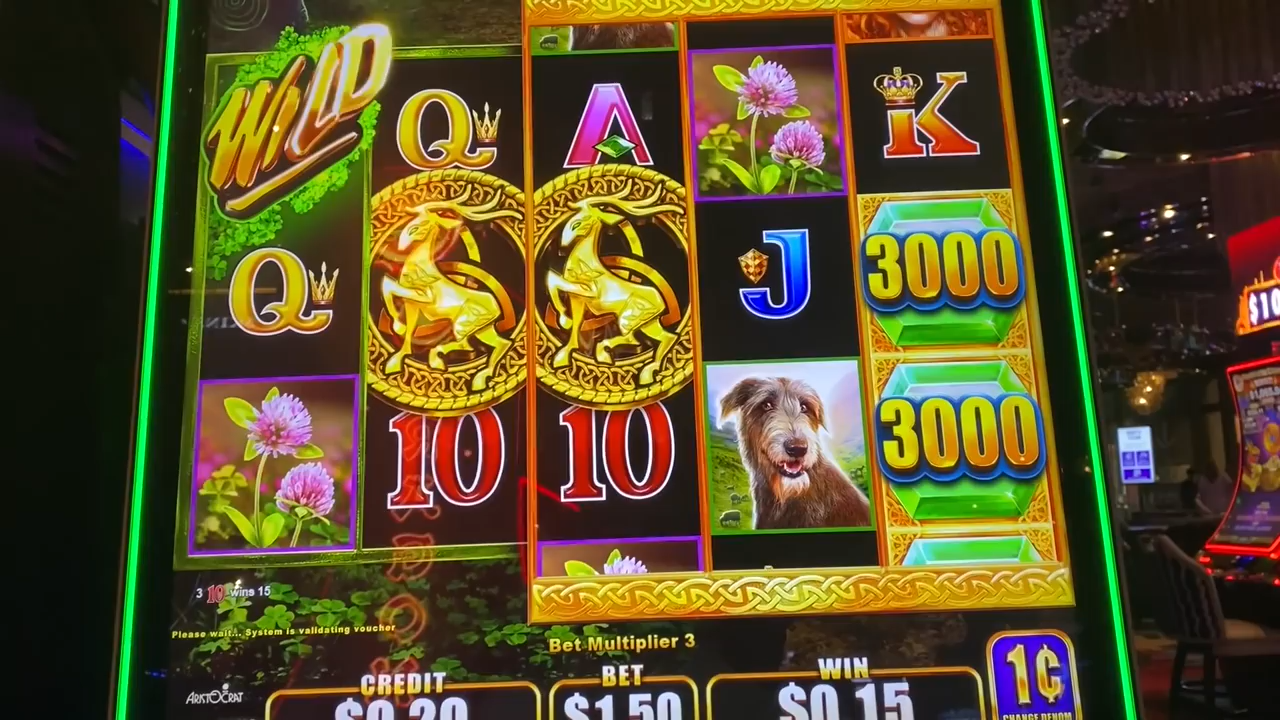 WILD
Q
A
K
Q
J
3000
3000
10
10
3 10 wins 15
Please wait... System is validating voucher
Bet Multiplier 3
ARISTOCRAT
CREDIT
$0.20
BET
$1.50
WIN
$0.15
1¢
CHANGE DENOM